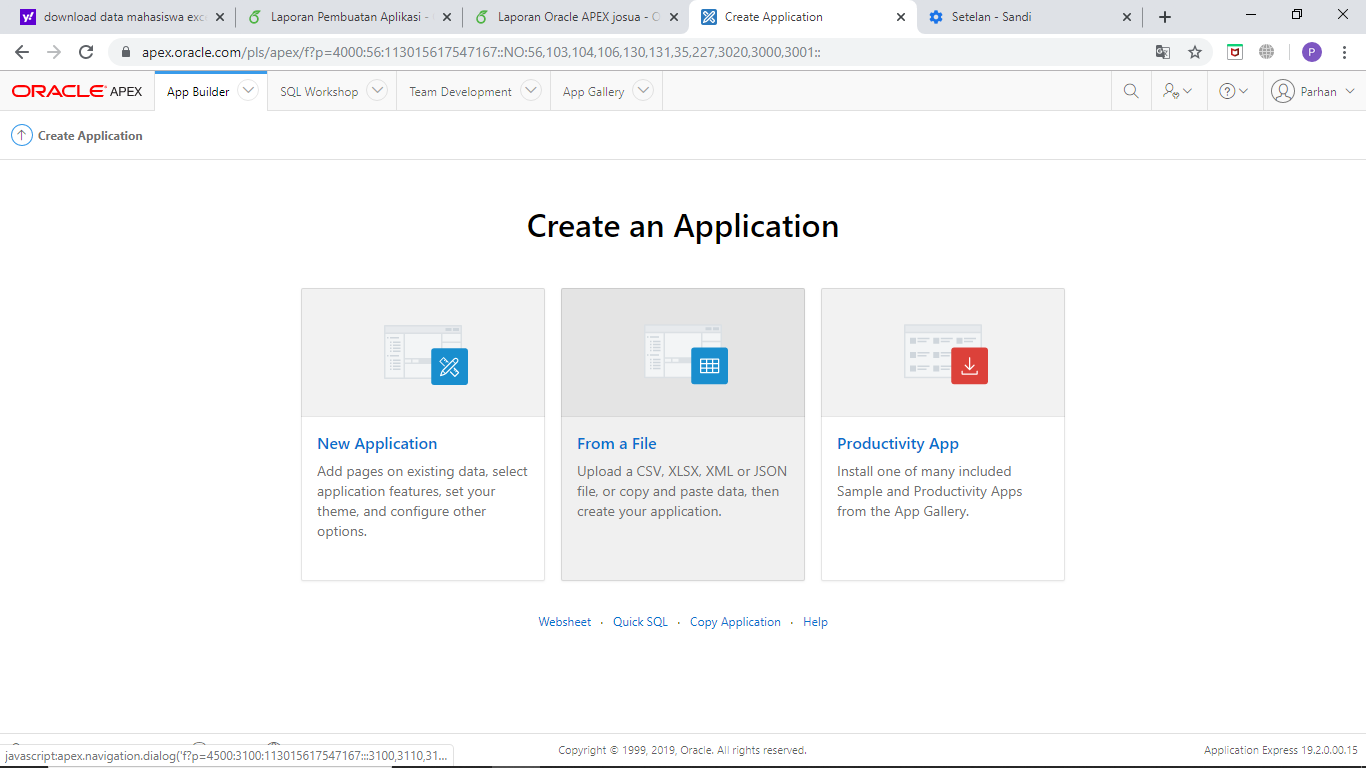 download data mahasiswa exc
Laporan Pembuatan Aplikasi -
Laporan Oracle APEX josua - O
Create Application
Setelan - Sandi
apex.oracle.com/pls/apex/f?p=4000:56:113015617547167::NO:56,103,104,106,130,131,35,227,3020,3000,3001::
P
ORACLE APEX
App Builder
SQL Workshop
Team Development
App Gallery
Parhan
Create Application
Create an Application
New Application
Add pages on existing data, select
application features, set your
theme, and configure other
options.
From a File
Upload a CSV, XLSX, XML or JSON
file, or copy and paste data, then
create your application.
Productivity App
Install one of many included
Sample and Productivity Apps
from the App Gallery.
Websheet · Quick SQL · Copy Application · Help
javascript:apex.navigation.dialog('f?p=4500:3100:113015617547167:::3100,3110,31...
Copyright © 1999, 2019, Oracle. All rights reserved.
Application Express 19.2.0.00.15